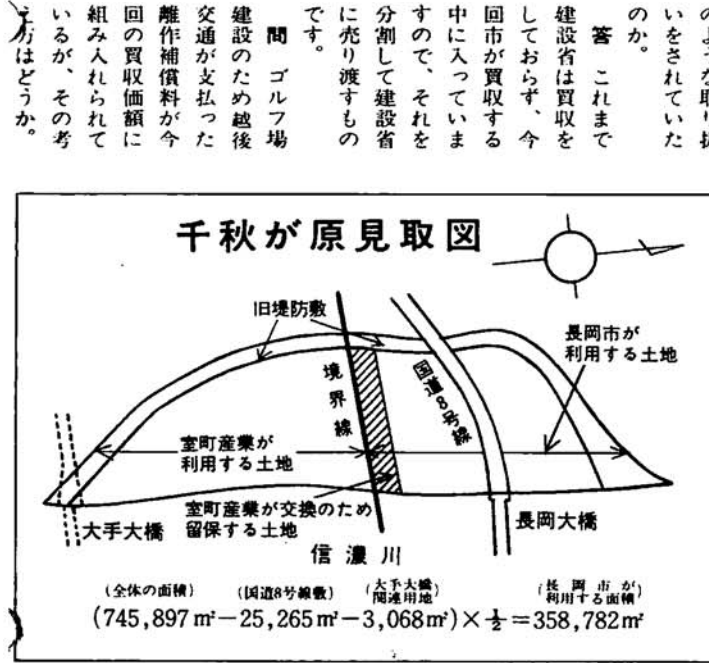 のような取り扱
いをされていた
のか。
答　これまで
建設省は買収を
しておらず、今
回市が買収する
中に入っていま
すので、それを
分割して建設省
に売り渡すもの
です。
問　ゴルフ場
建設のため越後
交通が支払った
離作補償料が今
回の買収価額に
組み入れられて
いるが、その考
え方はどうか。
千秋が原見取図
旧堤防敷
長岡市が
利用する土地
境界線
国道8号線
室町産業が
利用する土地
室町産業が交換のため
留保する土地
大手大橋
長岡大橋
信濃川
(全体の面積) (国道8号線敷) (大手大橋関連用地) (長岡市が利用する面積)
(745,897㎡−25,265㎡−3,068㎡)×½=358,782㎡